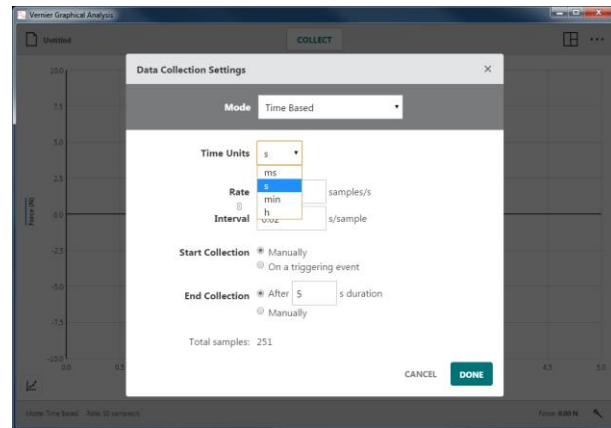 Vernier Graphical Analysis
Untitled
COLLECT
10.0
Data Collection Settings
Mode Time Based
7.5
Time Units s
5.0
ms
s
min
h
2.5
Rate samples/s
Interval 0.02 s/sample
Force (N)
0.0
Start Collection Manually
On a triggering event
-2.5
End Collection After 5 s duration
Manually
-5.0
-7.5
Total samples: 251
-10.0
CANCEL DONE
0.0 0.5 4.5 5.0
Mode: Time Based Rate: 50 samples/s Force: 0.00 N